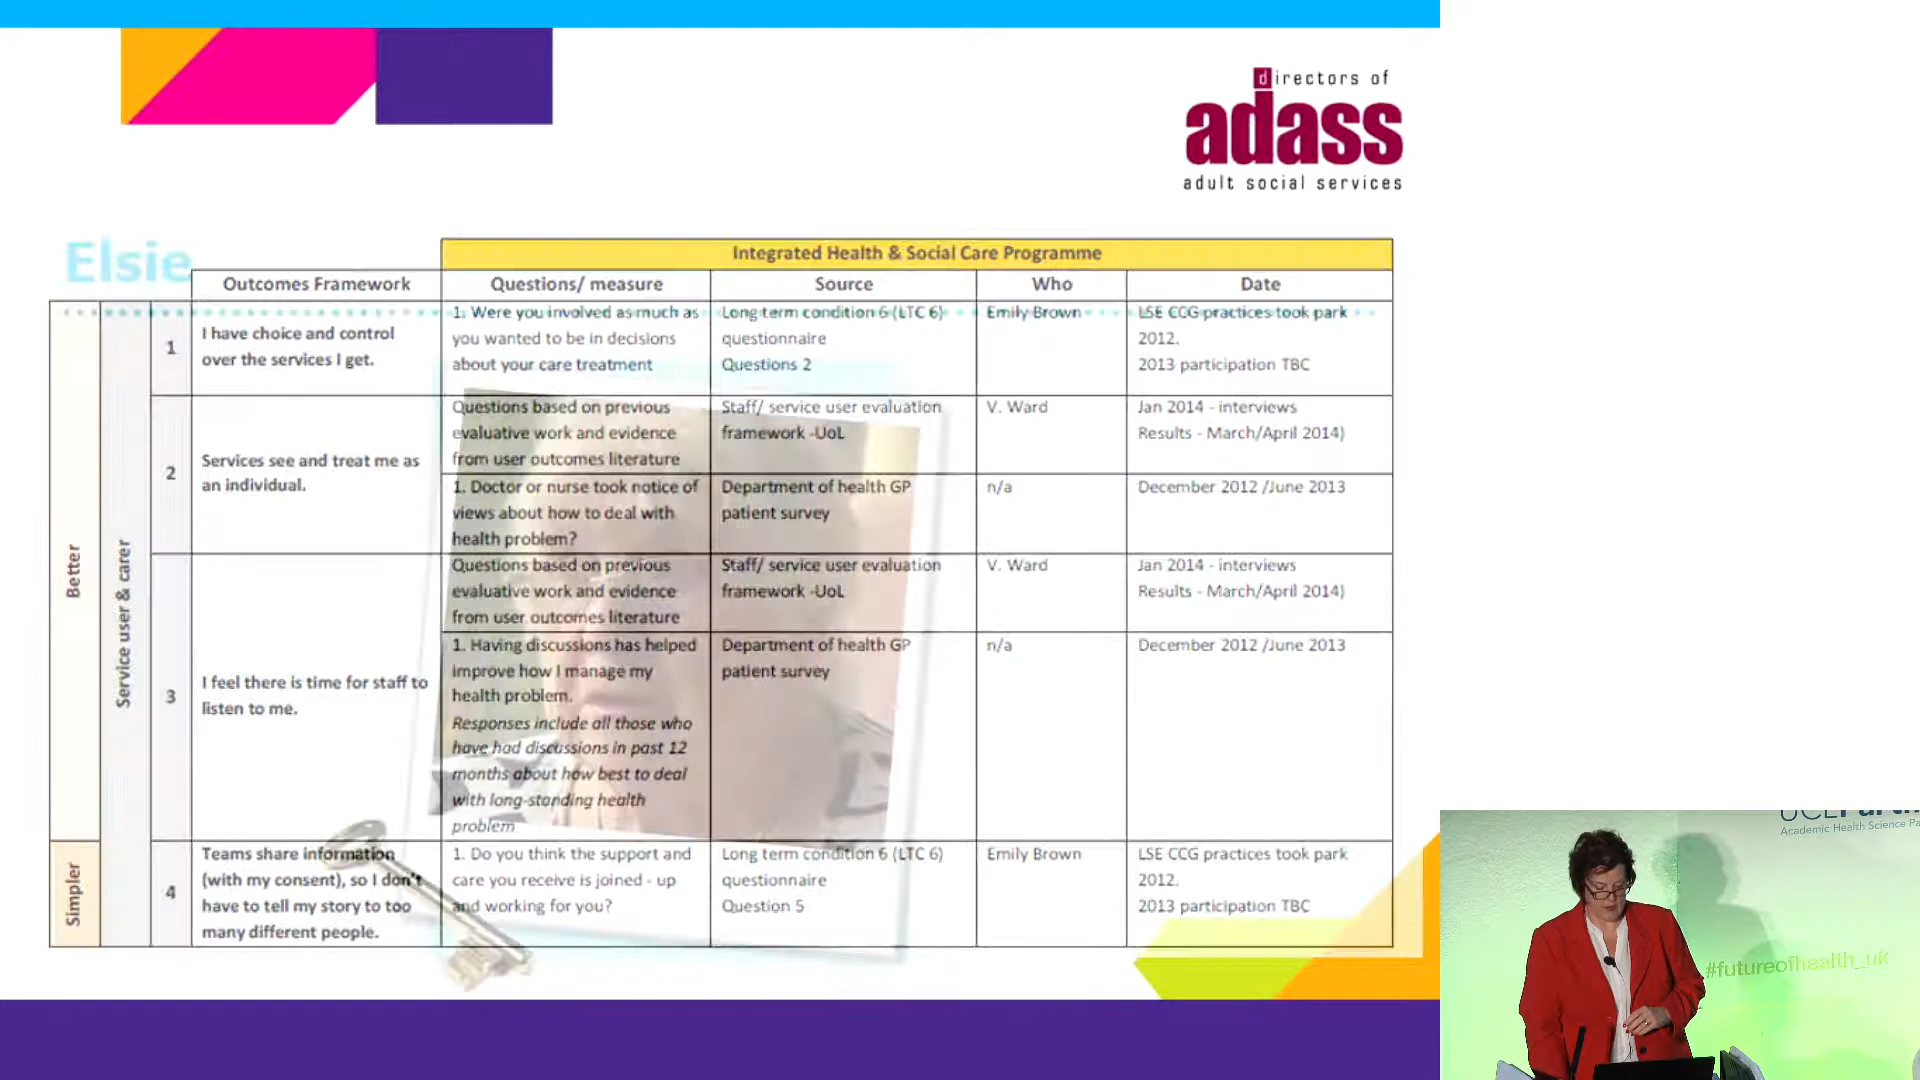 directors of
adass
adult social services
Elsie
Integrated Health & Social Care Programme
Outcomes Framework
Questions/ measure
Source
Who
Date
Better
Service user & carer
1
I have choice and control
over the services I get.
1. Were you involved as much as
you wanted to be in decisions
about your care treatment
Long term condition 6 (LTC 6)
questionnaire
Questions 2
Emily Brown
LSE CCG practices took park
2012.
2013 participation TBC
2
Services see and treat me as
an individual.
Questions based on previous
evaluative work and evidence
from user outcomes literature
Staff/ service user evaluation
framework -UoL
V. Ward
Jan 2014 - interviews
Results - March/April 2014)
1. Doctor or nurse took notice of
views about how to deal with
health problem?
Department of health GP
patient survey
n/a
December 2012 /June 2013
3
I feel there is time for staff to
listen to me.
Questions based on previous
evaluative work and evidence
from user outcomes literature
Staff/ service user evaluation
framework -UoL
V. Ward
Jan 2014 - interviews
Results - March/April 2014)
1. Having discussions has helped
improve how I manage my
health problem.
Responses include all those who
have had discussions in past 12
months about how best to deal
with long-standing health
problem
Department of health GP
patient survey
n/a
December 2012 /June 2013
Simpler
4
Teams share information
(with my consent), so I don't
have to tell my story to too
many different people.
1. Do you think the support and
care you receive is joined - up
and working for you?
Long term condition 6 (LTC 6)
questionnaire
Question 5
Emily Brown
LSE CCG practices took park
2012.
2013 participation TBC
Academic Health Science
#futureofhealth_uk